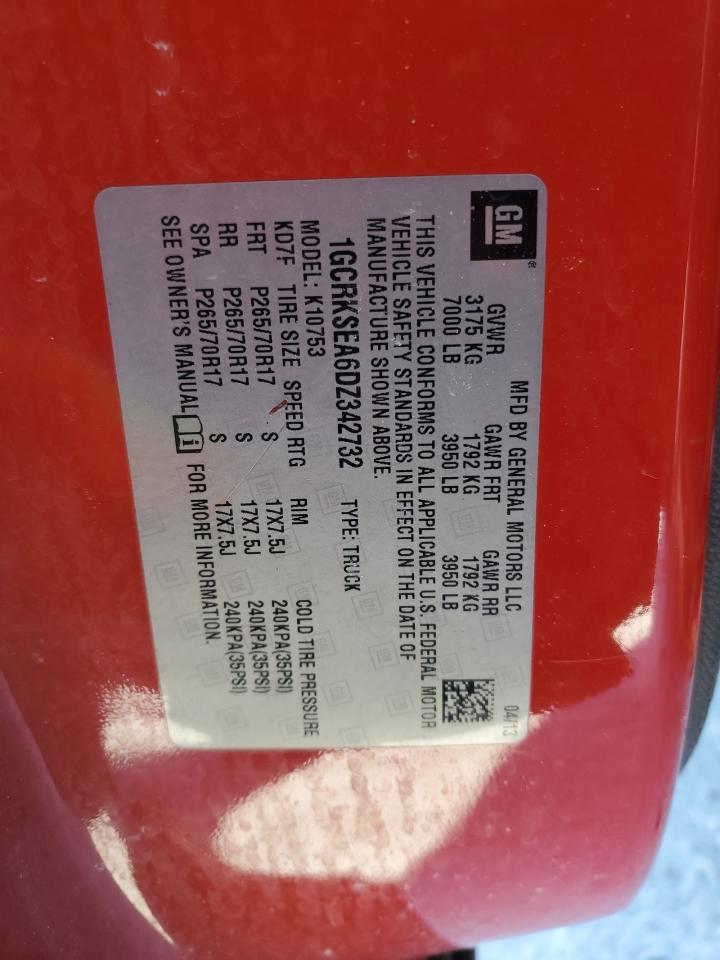 GM®
MFD BY GENERAL MOTORS LLC 04/13
GVWR GAWR FRT GAWR RR
3175 KG 1792 KG 1792 KG
7000 LB 3950 LB 3950 LB
THIS VEHICLE CONFORMS TO ALL APPLICABLE U.S. FEDERAL MOTOR
VEHICLE SAFETY STANDARDS IN EFFECT ON THE DATE OF
MANUFACTURE SHOWN ABOVE.
1GCRKSEA6DZ342732 TYPE: TRUCK
MODEL: K10753
KD7F TIRE SIZE SPEED RTG RIM COLD TIRE PRESSURE
FRT P265/70R17 S 17X7.5J 240KPA(35PSI)
RR P265/70R17 S 17X7.5J 240KPA(35PSI)
SPA P265/70R17 S 17X7.5J 240KPA(35PSI)
SEE OWNER'S MANUAL i FOR MORE INFORMATION.